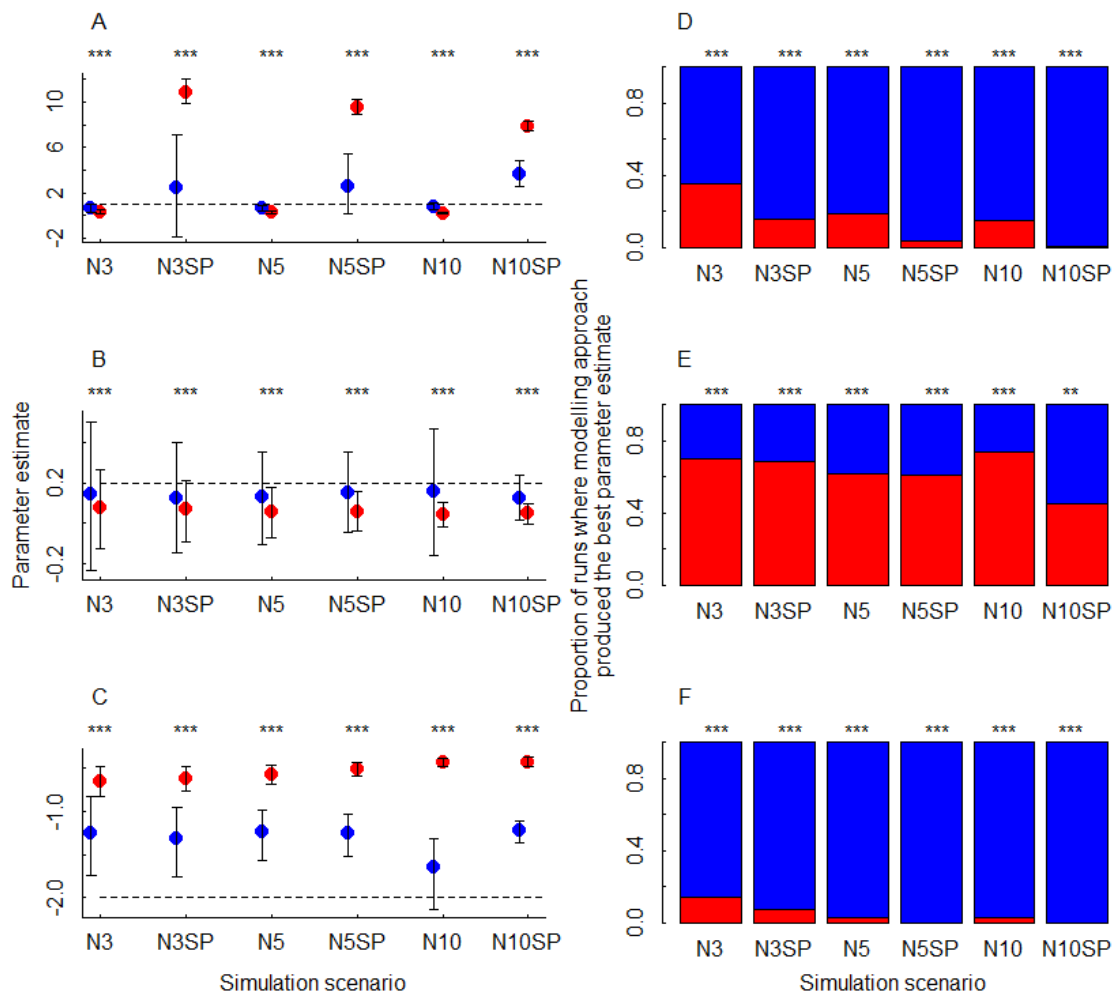 A
*** *** *** *** *** ***
10
6
2
-2
N3 N3SP N5 N5SP N10 N10SP
B
*** *** *** *** *** ***
0.2
-0.2
N3 N3SP N5 N5SP N10 N10SP
C
*** *** *** *** *** ***
-1.0
-2.0
N3 N3SP N5 N5SP N10 N10SP
Parameter estimate
Simulation scenario
D
*** *** *** *** *** ***
0.8
0.4
0.0
N3 N3SP N5 N5SP N10 N10SP
E
*** *** *** *** *** **
0.8
0.4
0.0
N3 N3SP N5 N5SP N10 N10SP
F
*** *** *** *** *** ***
0.8
0.4
0.0
N3 N3SP N5 N5SP N10 N10SP
Proportion of runs where modelling approach
produced the best parameter estimate
Simulation scenario